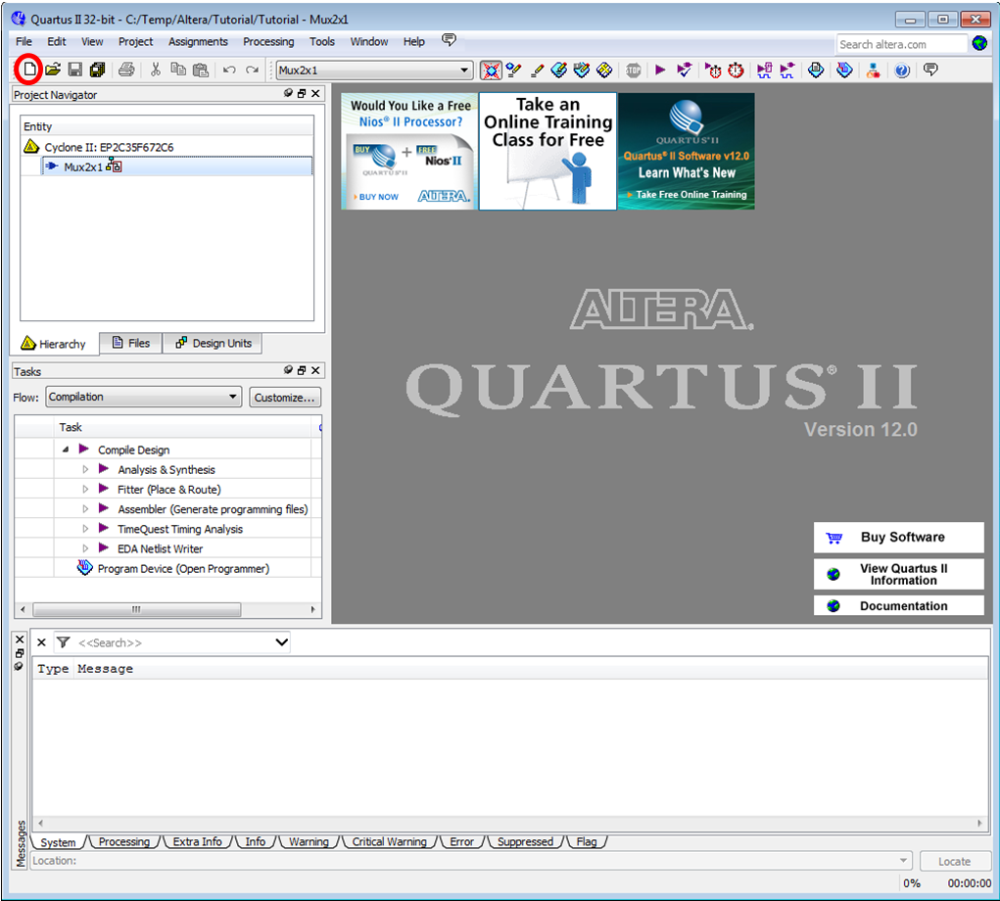 Quartus II 32-bit - C:/Temp/Altera/Tutorial/Tutorial - Mux2x1
File Edit View Project Assignments Processing Tools Window Help
Search altera.com
Mux2x1
STOP
Project Navigator
Entity
Cyclone II: EP2C35F672C6
Mux2x1
Hierarchy Files Design Units
Would You Like a Free
Nios® II Processor?
BUY + FREE
Nios® II
QUARTUS® II
BUY NOW ALTERA.
Take an
Online Training
Class for Free
QUARTUS® II
Quartus® II Software v12.0
Learn What's New
Take Free Online Training
ALTERA®
QUARTUS® II
Version 12.0
Tasks
Flow: Compilation Customize...
Task
Compile Design
Analysis & Synthesis
Fitter (Place & Route)
Assembler (Generate programming files)
TimeQuest Timing Analysis
EDA Netlist Writer
Program Device (Open Programmer)
Buy Software
View Quartus II
Information
Documentation
<<Search>>
Type Message
Messages
System Processing Extra Info Info Warning Critical Warning Error Suppressed Flag
Location: Locate
0% 00:00:00